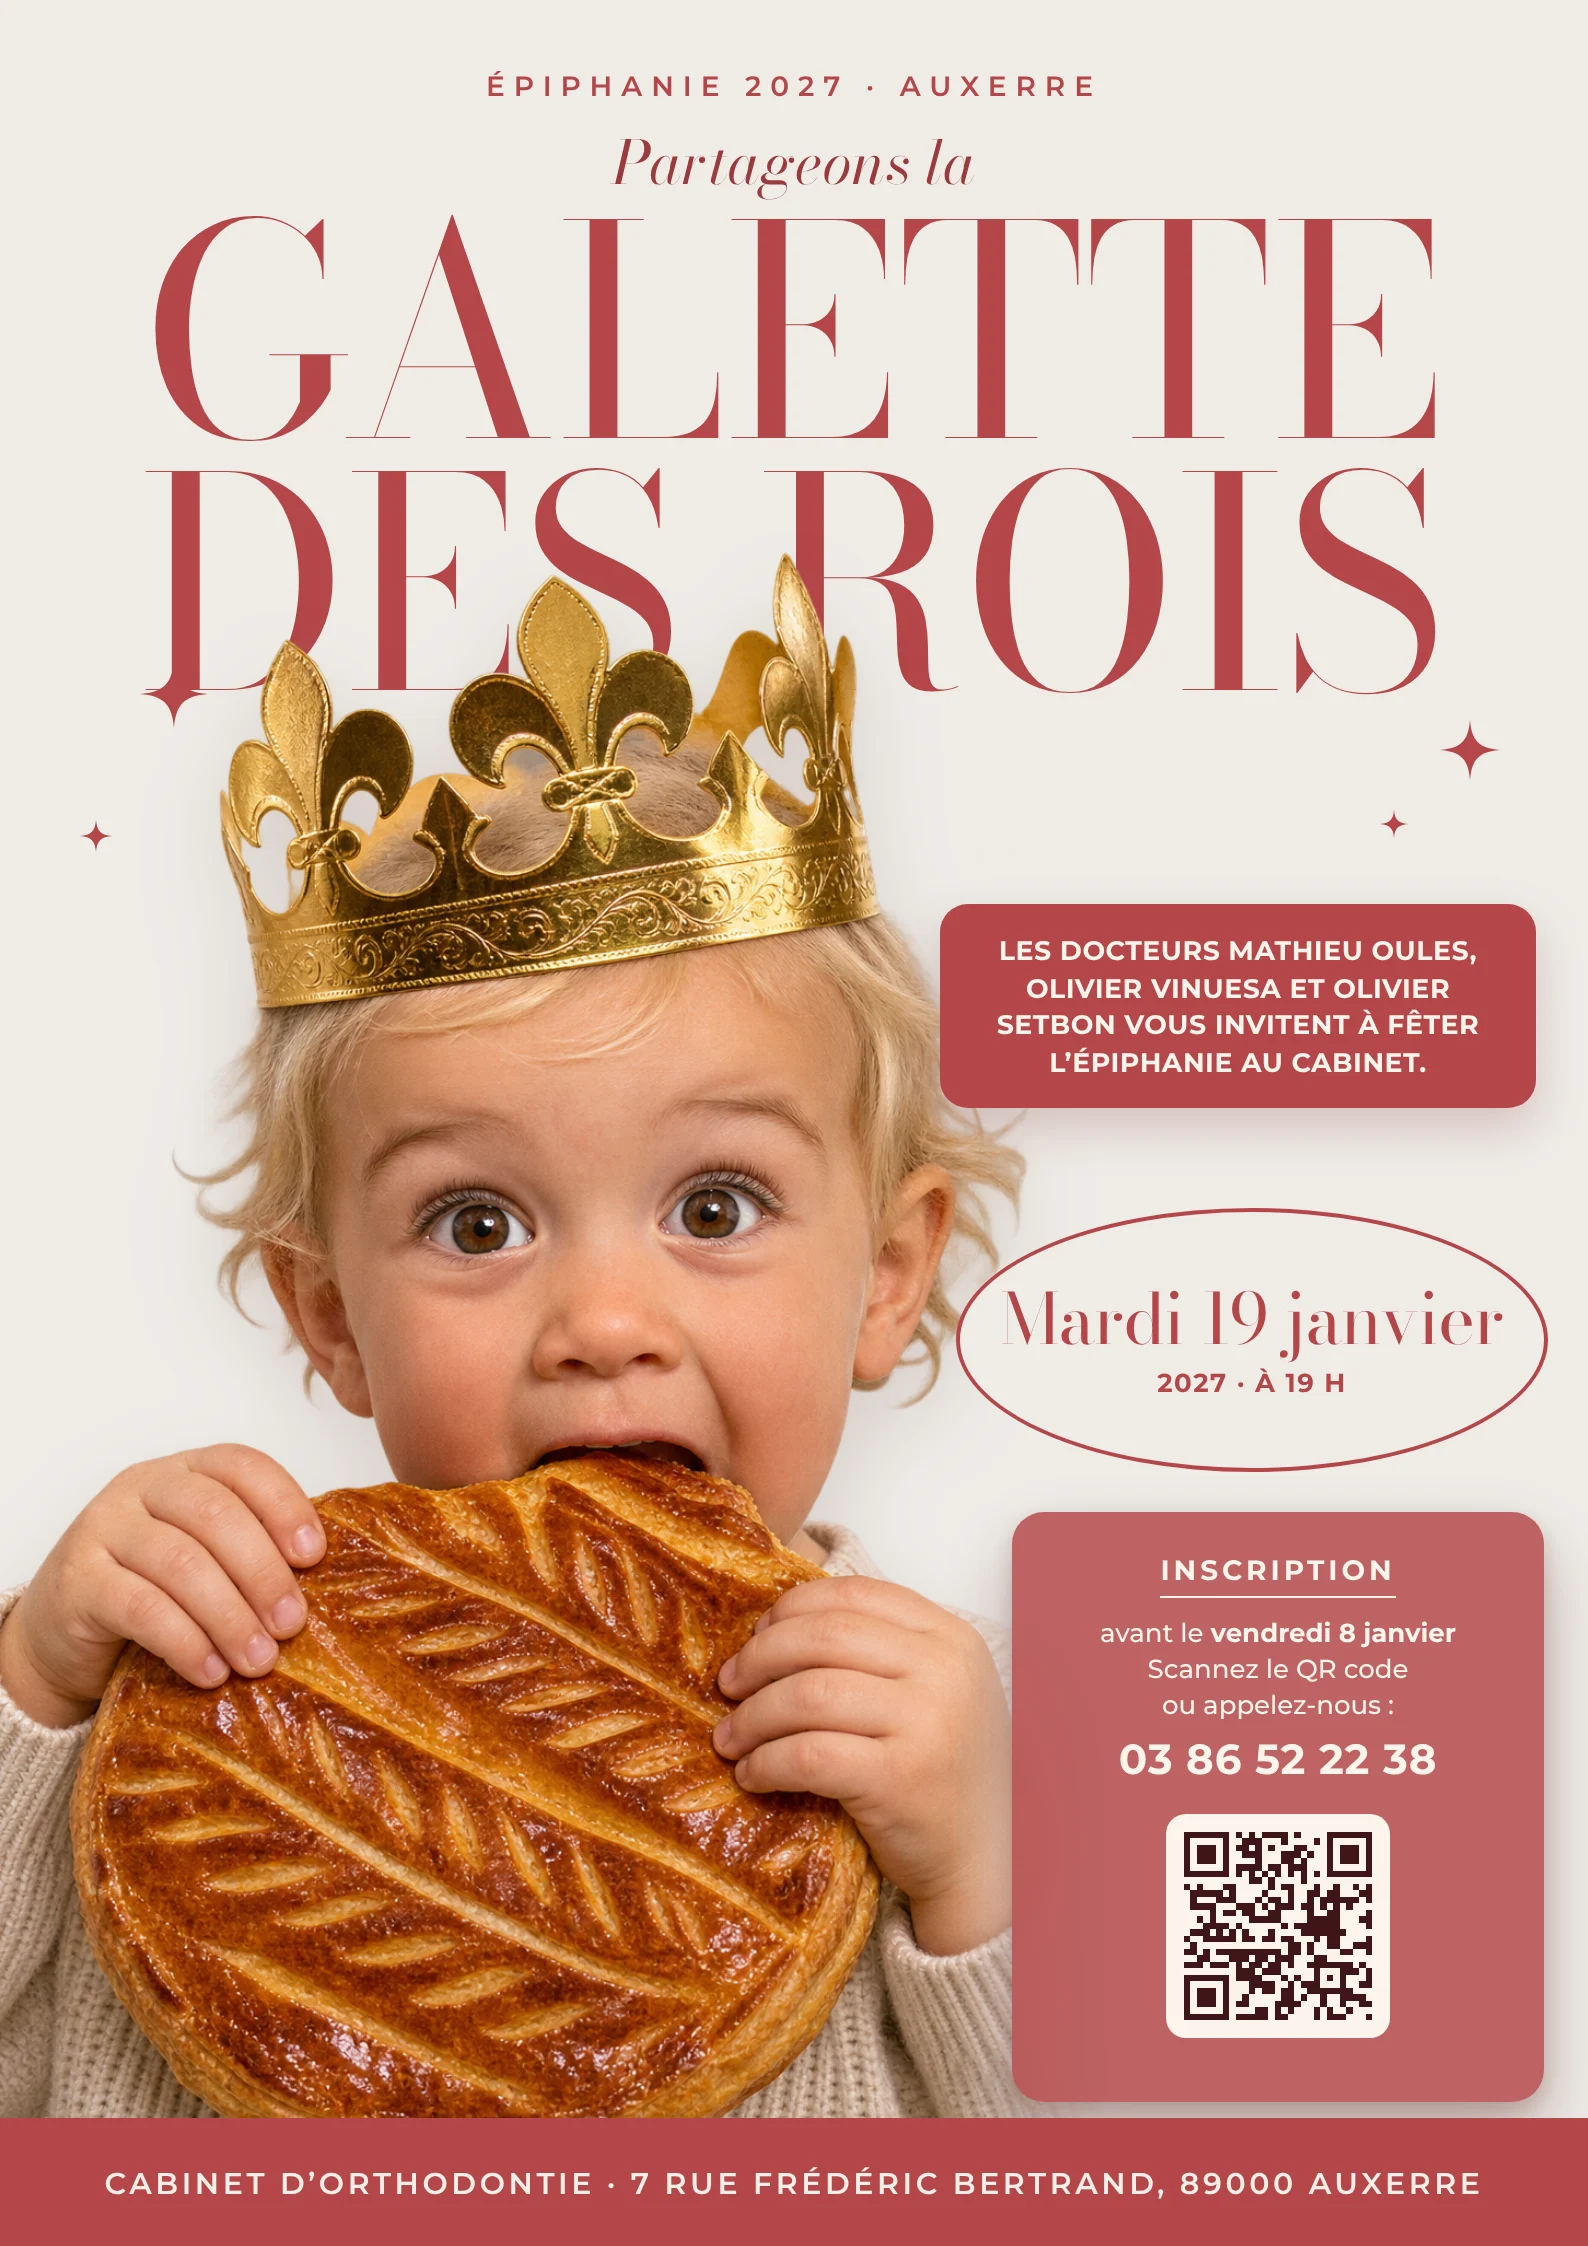 ÉPIPHANIE 2027 · AUXERRE
Partageons la
GALETTE
DES ROIS
LES DOCTEURS MATHIEU OULES,
OLIVIER VINUESA ET OLIVIER
SETBON VOUS INVITENT À FÊTER
L’ÉPIPHANIE AU CABINET.
Mardi 19 janvier
2027 · À 19 H
INSCRIPTION
avant le vendredi 8 janvier
Scannez le QR code
ou appelez-nous :
03 86 52 22 38
CABINET D’ORTHODONTIE · 7 RUE FRÉDÉRIC BERTRAND, 89000 AUXERRE